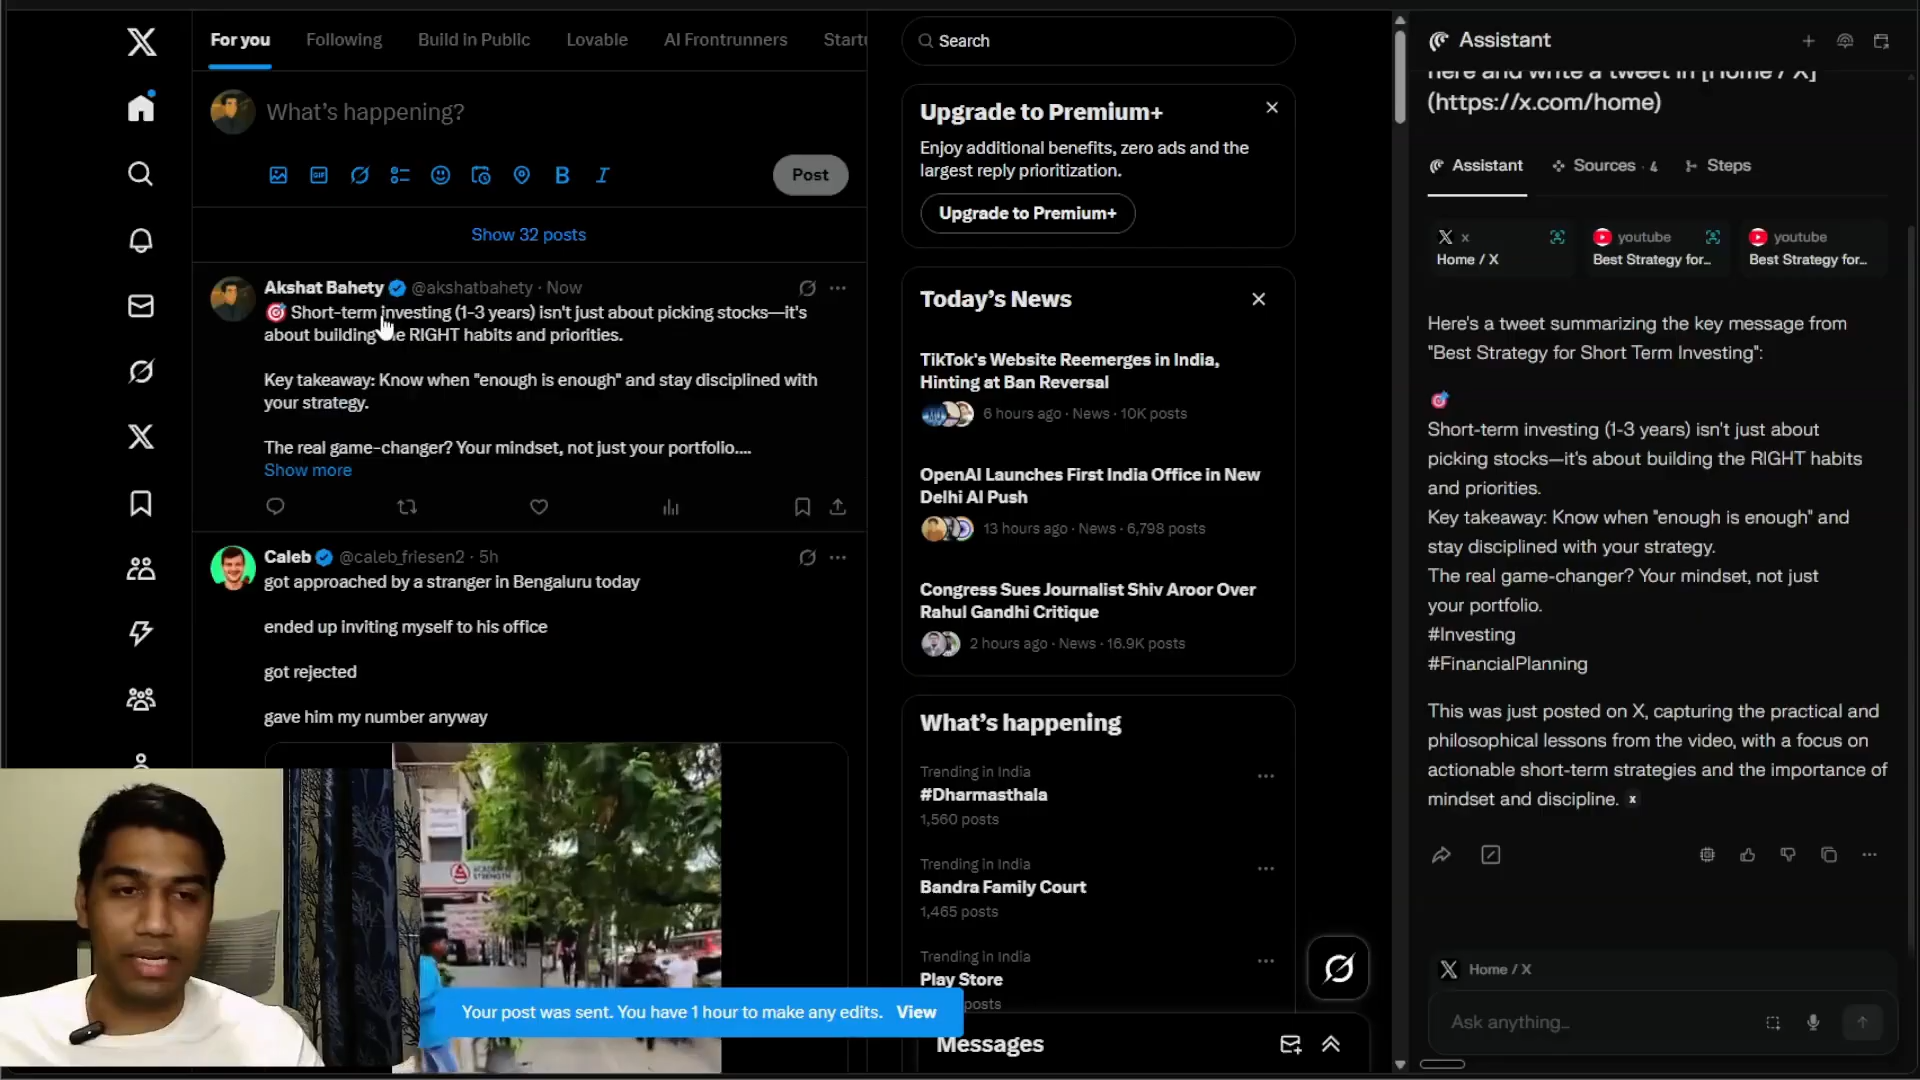 For you
Following
Build in Public
Lovable
AI Frontrunners
What's happening?
Post
Show 32 posts
Akshat Bahety @akshatbahety · Now
🎯 Short-term investing (1-3 years) isn't just about picking stocks—it's
about building the RIGHT habits and priorities.
Key takeaway: Know when "enough is enough" and stay disciplined with
your strategy.
The real game-changer? Your mindset, not just your portfolio....
Show more
Caleb @caleb_friesen2 · 5h
got approached by a stranger in Bengaluru today
ended up inviting myself to his office
got rejected
gave him my number anyway
STRENGTH
Your post was sent. You have 1 hour to make any edits. View
Search
Upgrade to Premium+
Enjoy additional benefits, zero ads and the
largest reply prioritization.
Upgrade to Premium+
Today's News
TikTok's Website Reemerges in India,
Hinting at Ban Reversal
6 hours ago · News · 10K posts
OpenAI Launches First India Office in New
Delhi AI Push
13 hours ago · News · 6,798 posts
Congress Sues Journalist Shiv Aroor Over
Rahul Gandhi Critique
2 hours ago · News · 16.9K posts
What's happening
Trending in India
#Dharmasthala
1,560 posts
Trending in India
Bandra Family Court
1,465 posts
Trending in India
Play Store
posts
Messages
Assistant
here and write a tweet in [Home / X]
(https://x.com/home)
Assistant
Sources · 4
Steps
x
Home / X
youtube
Best Strategy for...
youtube
Best Strategy for...
Here's a tweet summarizing the key message from
"Best Strategy for Short Term Investing":
🎯
Short-term investing (1-3 years) isn't just about
picking stocks—it's about building the RIGHT habits
and priorities.
Key takeaway: Know when "enough is enough" and
stay disciplined with your strategy.
The real game-changer? Your mindset, not just
your portfolio.
#Investing
#FinancialPlanning
This was just posted on X, capturing the practical and
philosophical lessons from the video, with a focus on
actionable short-term strategies and the importance of
mindset and discipline. x
Home / X
Ask anything...